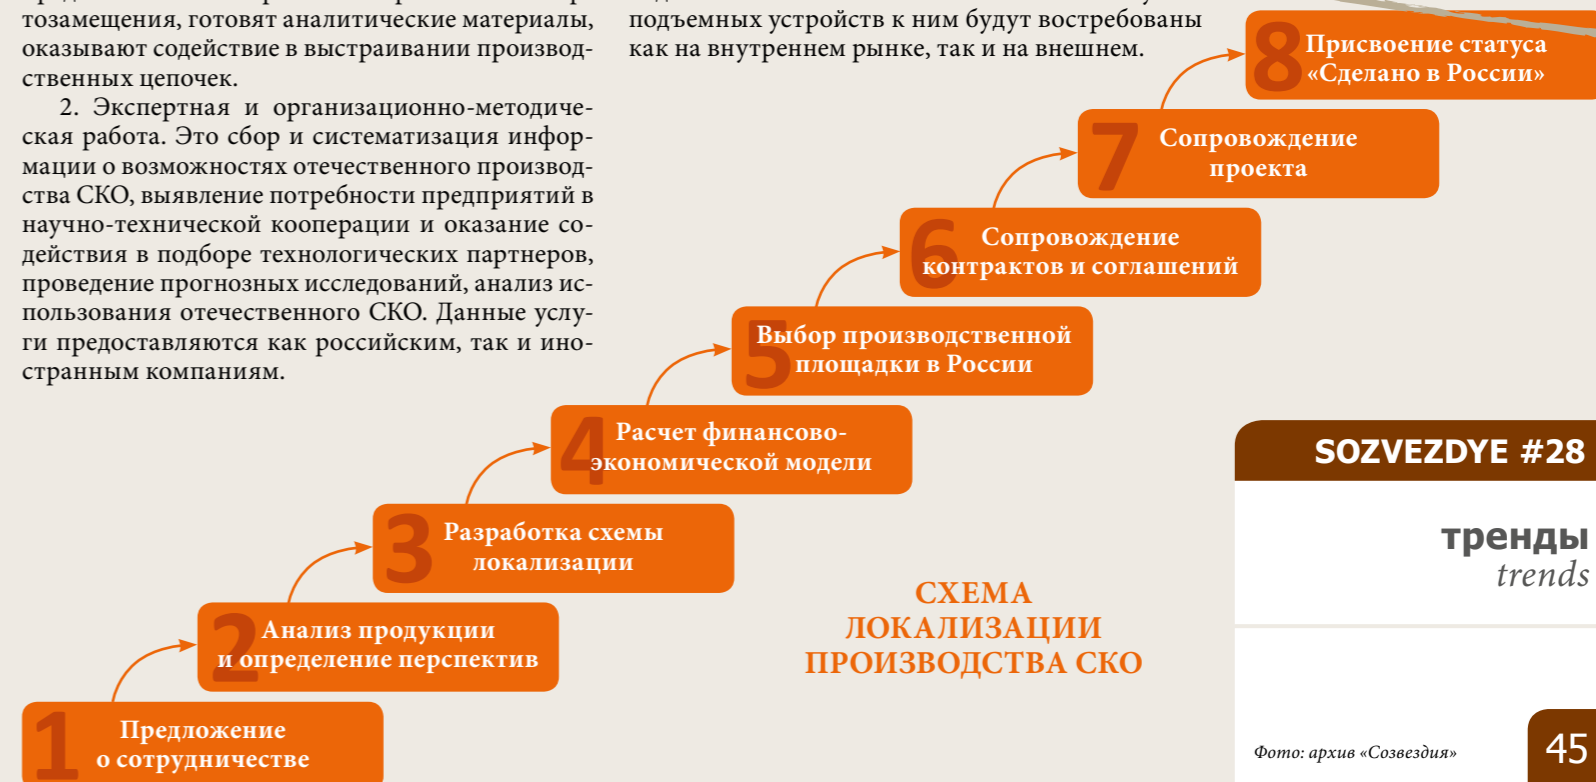 тозамещения, готовят аналитические материалы,
оказывают содействие в выстраивании производ-
ственных цепочек.
2. Экспертная и организационно-методиче-
ская работа. Это сбор и систематизация инфор-
мации о возможностях отечественного производ-
ства СКО, выявление потребности предприятий в
научно-технической кооперации и оказание со-
действия в подборе технологических партнеров,
проведение прогнозных исследований, анализ ис-
пользования отечественного СКО. Данные услу-
ги предоставляются как российским, так и ино-
странным компаниям.
подъемных устройств к ним будут востребованы
как на внутреннем рынке, так и на внешнем.
8
Присвоение статуса
«Сделано в России»
7
Сопровождение
проекта
6
Сопровождение
контрактов и соглашений
5
Выбор производственной
площадки в России
4
Расчет финансово-
экономической модели
3
Разработка схемы
локализации
2
Анализ продукции
и определение перспектив
1
Предложение
о сотрудничестве
СХЕМА
ЛОКАЛИЗАЦИИ
ПРОИЗВОДСТВА СКО
SOZVEZDYE #28
тренды
trends
Фото: архив «Созвездия»
45